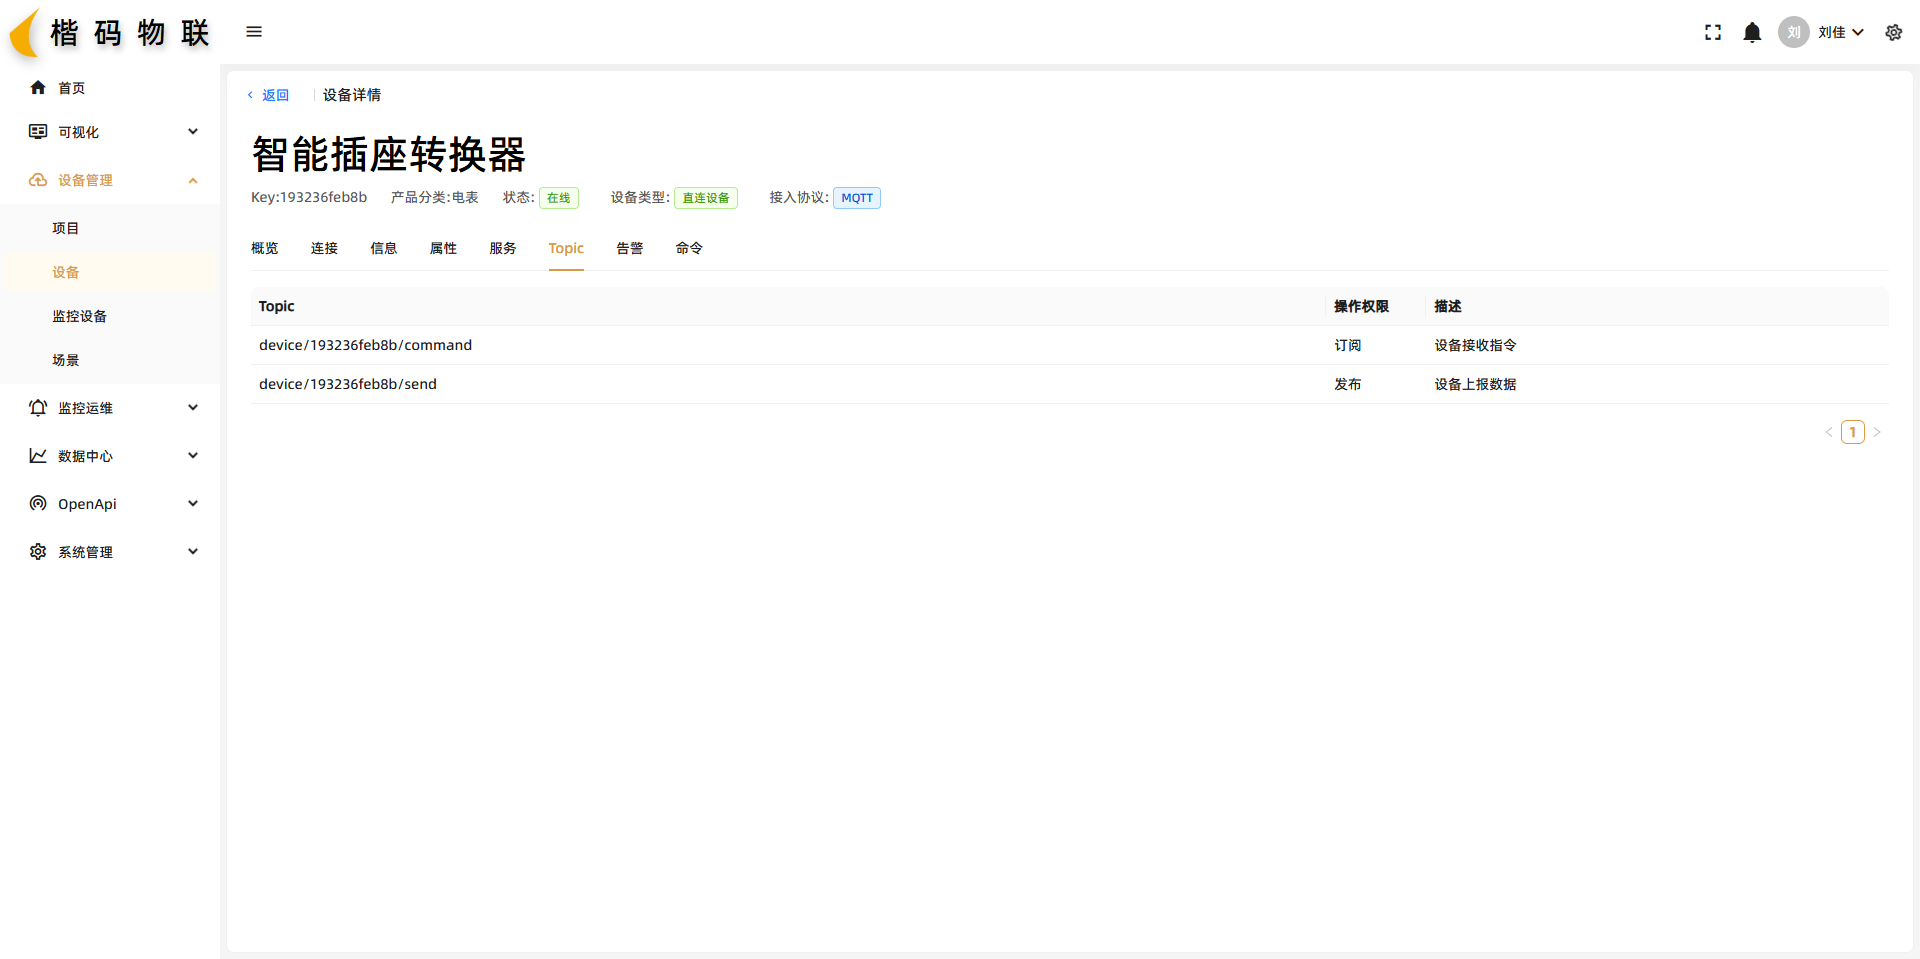 楷码物联
刘 刘佳
首页
可视化
设备管理
项目
设备
监控设备
场景
监控运维
数据中心
OpenApi
系统管理
返回 设备详情
智能插座转换器
Key:193236feb8b 产品分类:电表 状态: 在线 设备类型: 直连设备 接入协议: MQTT
概览 连接 信息 属性 服务 Topic 告警 命令
Topic 操作权限 描述
device/193236feb8b/command 订阅 设备接收指令
device/193236feb8b/send 发布 设备上报数据
1